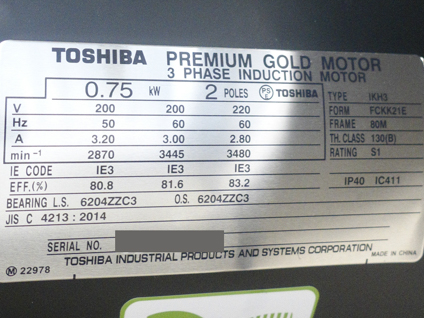 TOSHIBA PREMIUM GOLD MOTOR
3 PHASE INDUCTION MOTOR
0.75 kW 2 POLES PSE TOSHIBA
TYPE IKH3
V 200 200 220
FORM FCKK21E
Hz 50 60 60
FRAME 80M
A 3.20 3.00 2.80
TH. CLASS 130(B)
min⁻¹ 2870 3445 3480
RATING S1
IE CODE IE3 IE3 IE3
EFF.(%) 80.8 81.6 83.2
IP40 IC411
BEARING L.S. 6204ZZC3 O.S. 6204ZZC3
JIS C 4213 : 2014
SERIAL NO.
TOSHIBA INDUSTRIAL PRODUCTS AND SYSTEMS CORPORATION
MADE IN CHINA
Ⓜ 22978